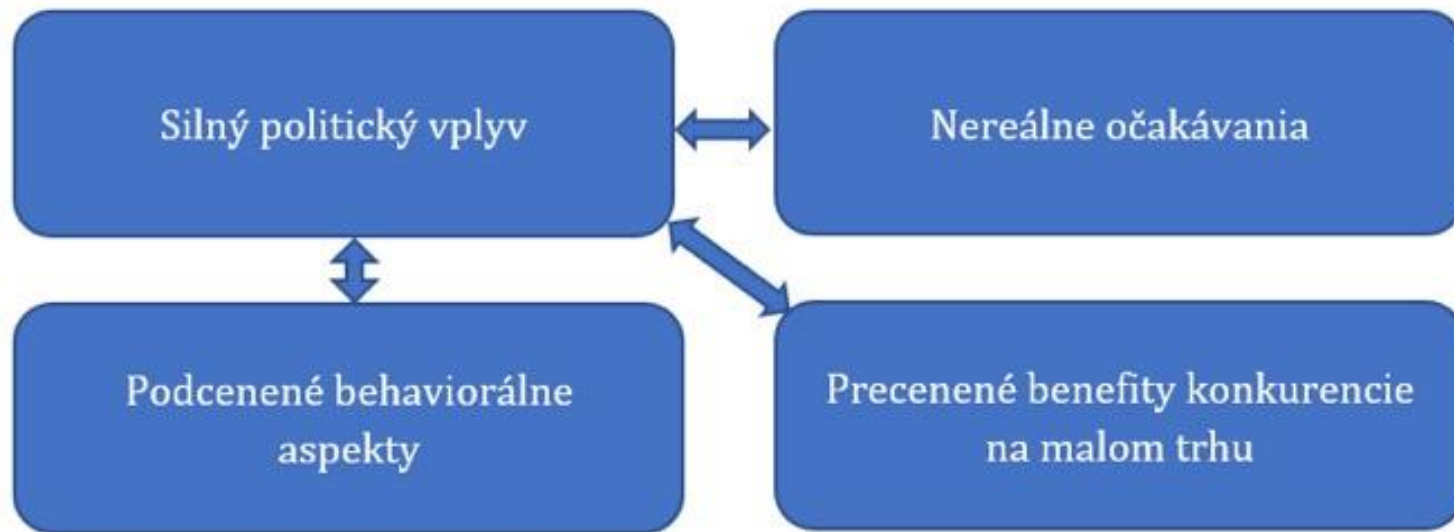 Silný politický vplyv
Nereálne očakávania
Podcenené behaviorálne
aspekty
Precenené benefity konkurencie
na malom trhu